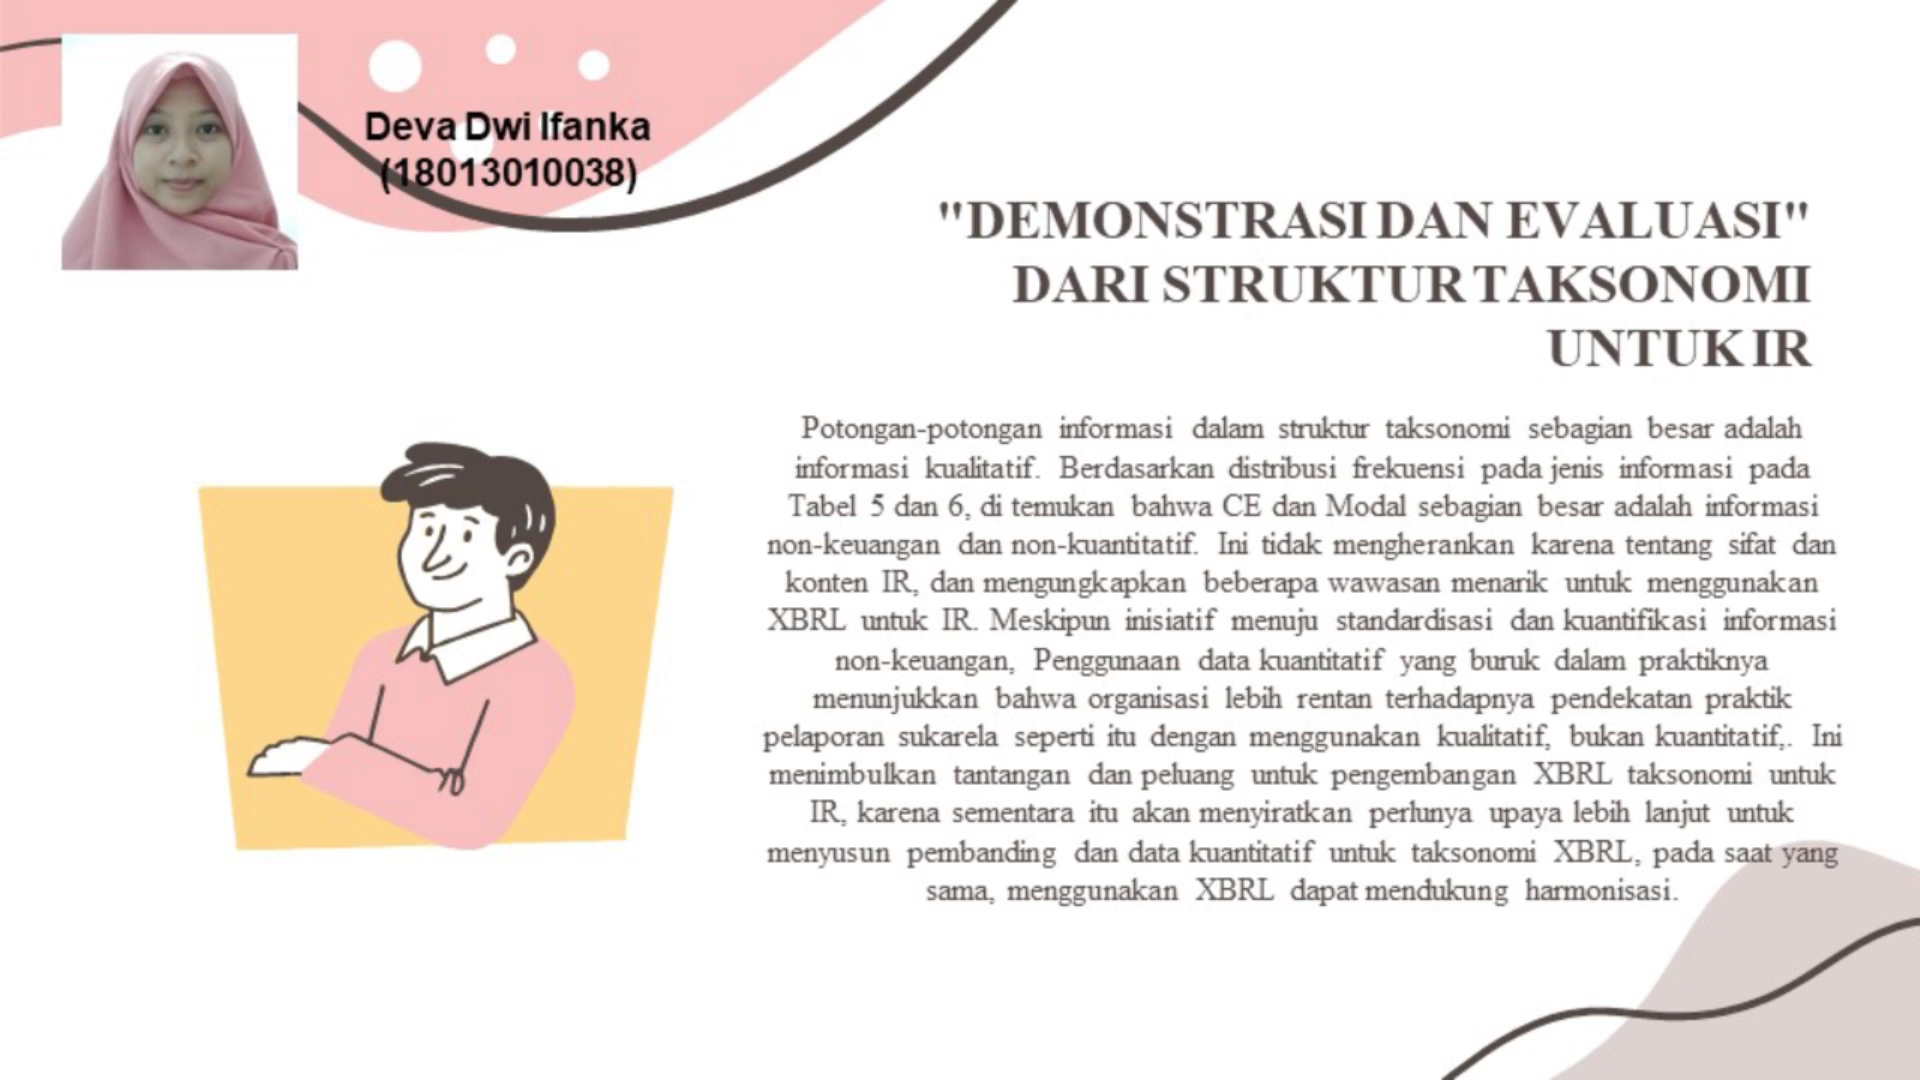 Deva Dwi Ifanka
(18013010038)
"DEMONSTRASI DAN EVALUASI"
DARI STRUKTUR TAKSONOMI
UNTUK IR
Potongan-potongan informasi dalam struktur taksonomi sebagian besar adalah
informasi kualitatif. Berdasarkan distribusi frekuensi pada jenis informasi pada
Tabel 5 dan 6, di temukan bahwa CE dan Modal sebagian besar adalah informasi
non-keuangan dan non-kuantitatif. Ini tidak mengherankan karena tentang sifat dan
konten IR, dan mengungkapkan beberapa wawasan menarik untuk menggunakan
XBRL untuk IR. Meskipun inisiatif menuju standardisasi dan kuantifikasi informasi
non-keuangan, Penggunaan data kuantitatif yang buruk dalam praktiknya
menunjukkan bahwa organisasi lebih rentan terhadapnya pendekatan praktik
pelaporan sukarela seperti itu dengan menggunakan kualitatif, bukan kuantitatif,. Ini
menimbulkan tantangan dan peluang untuk pengembangan XBRL taksonomi untuk
IR, karena sementara itu akan menyiratkan perlunya upaya lebih lanjut untuk
menyusun pembanding dan data kuantitatif untuk taksonomi XBRL, pada saat yang
sama, menggunakan XBRL dapat mendukung harmonisasi.